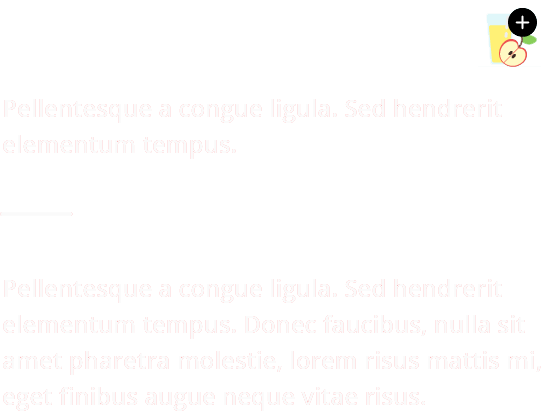 Pellentesque a congue ligula. Sed hendrerit
elementum tempus.
Pellentesque a congue ligula. Sed hendrerit
elementum tempus. Donec faucibus, nulla sit
amet pharetra molestie, lorem risus mattis mi,
eget finibus augue neque vitae risus.